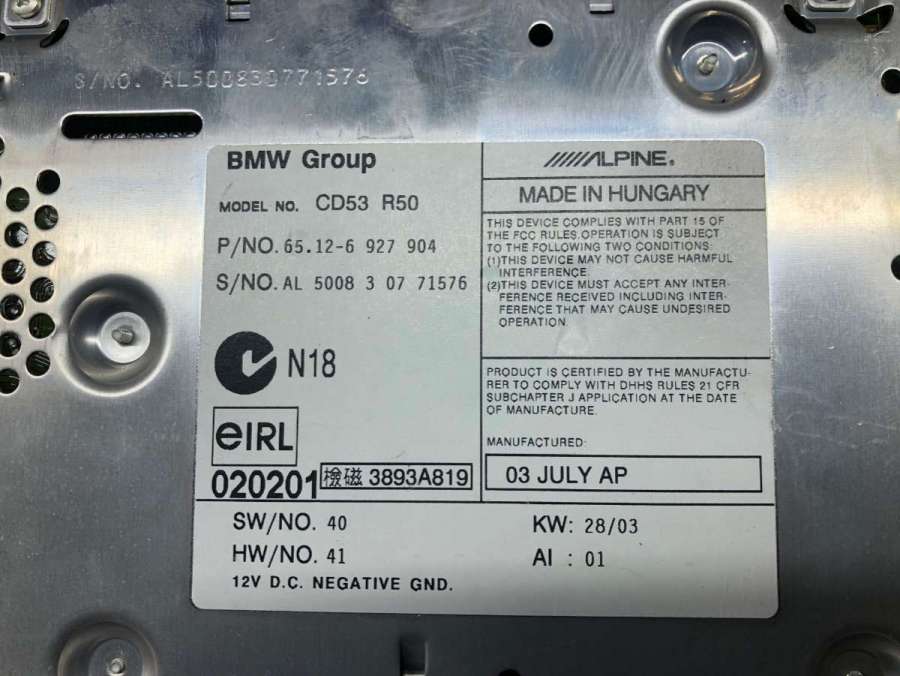 S/NO. AL500830771576
BMW Group
MODEL NO. CD53 R50
P/NO. 65.12-6 927 904
S/NO. AL 5008 3 07 71576
N18
eIRL
020201
檢磁 3893A819
ALPINE®
MADE IN HUNGARY
THIS DEVICE COMPLIES WITH PART 15 OF
THE FCC RULES. OPERATION IS SUBJECT
TO THE FOLLOWING TWO CONDITIONS:
(1)THIS DEVICE MAY NOT CAUSE HARMFUL
INTERFERENCE.
(2)THIS DEVICE MUST ACCEPT ANY INTER-
FERENCE RECEIVED INCLUDING INTER-
FERENCE THAT MAY CAUSE UNDESIRED
OPERATION
PRODUCT IS CERTIFIED BY THE MANUFACTU-
RER TO COMPLY WITH DHHS RULES 21 CFR
SUBCHAPTER J APPLICATION AT THE DATE
OF MANUFACTURE.
MANUFACTURED:
03 JULY AP
SW/NO. 40
HW/NO. 41
12V D.C. NEGATIVE GND.
KW: 28/03
AI : 01